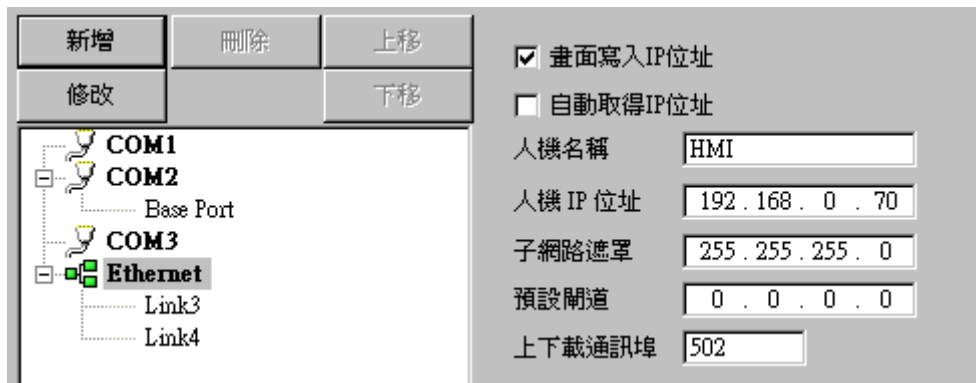 新增
刪除
上移
修改
下移
COM1
COM2
Base Port
COM3
Ethernet
Link3
Link4
畫面寫入IP位址
自動取得IP位址
人機名稱 HMI
人機 IP 位址 192 . 168 . 0 . 70
子網路遮罩 255 . 255 . 255 . 0
預設閘道 0 . 0 . 0 . 0
上下載通訊埠 502